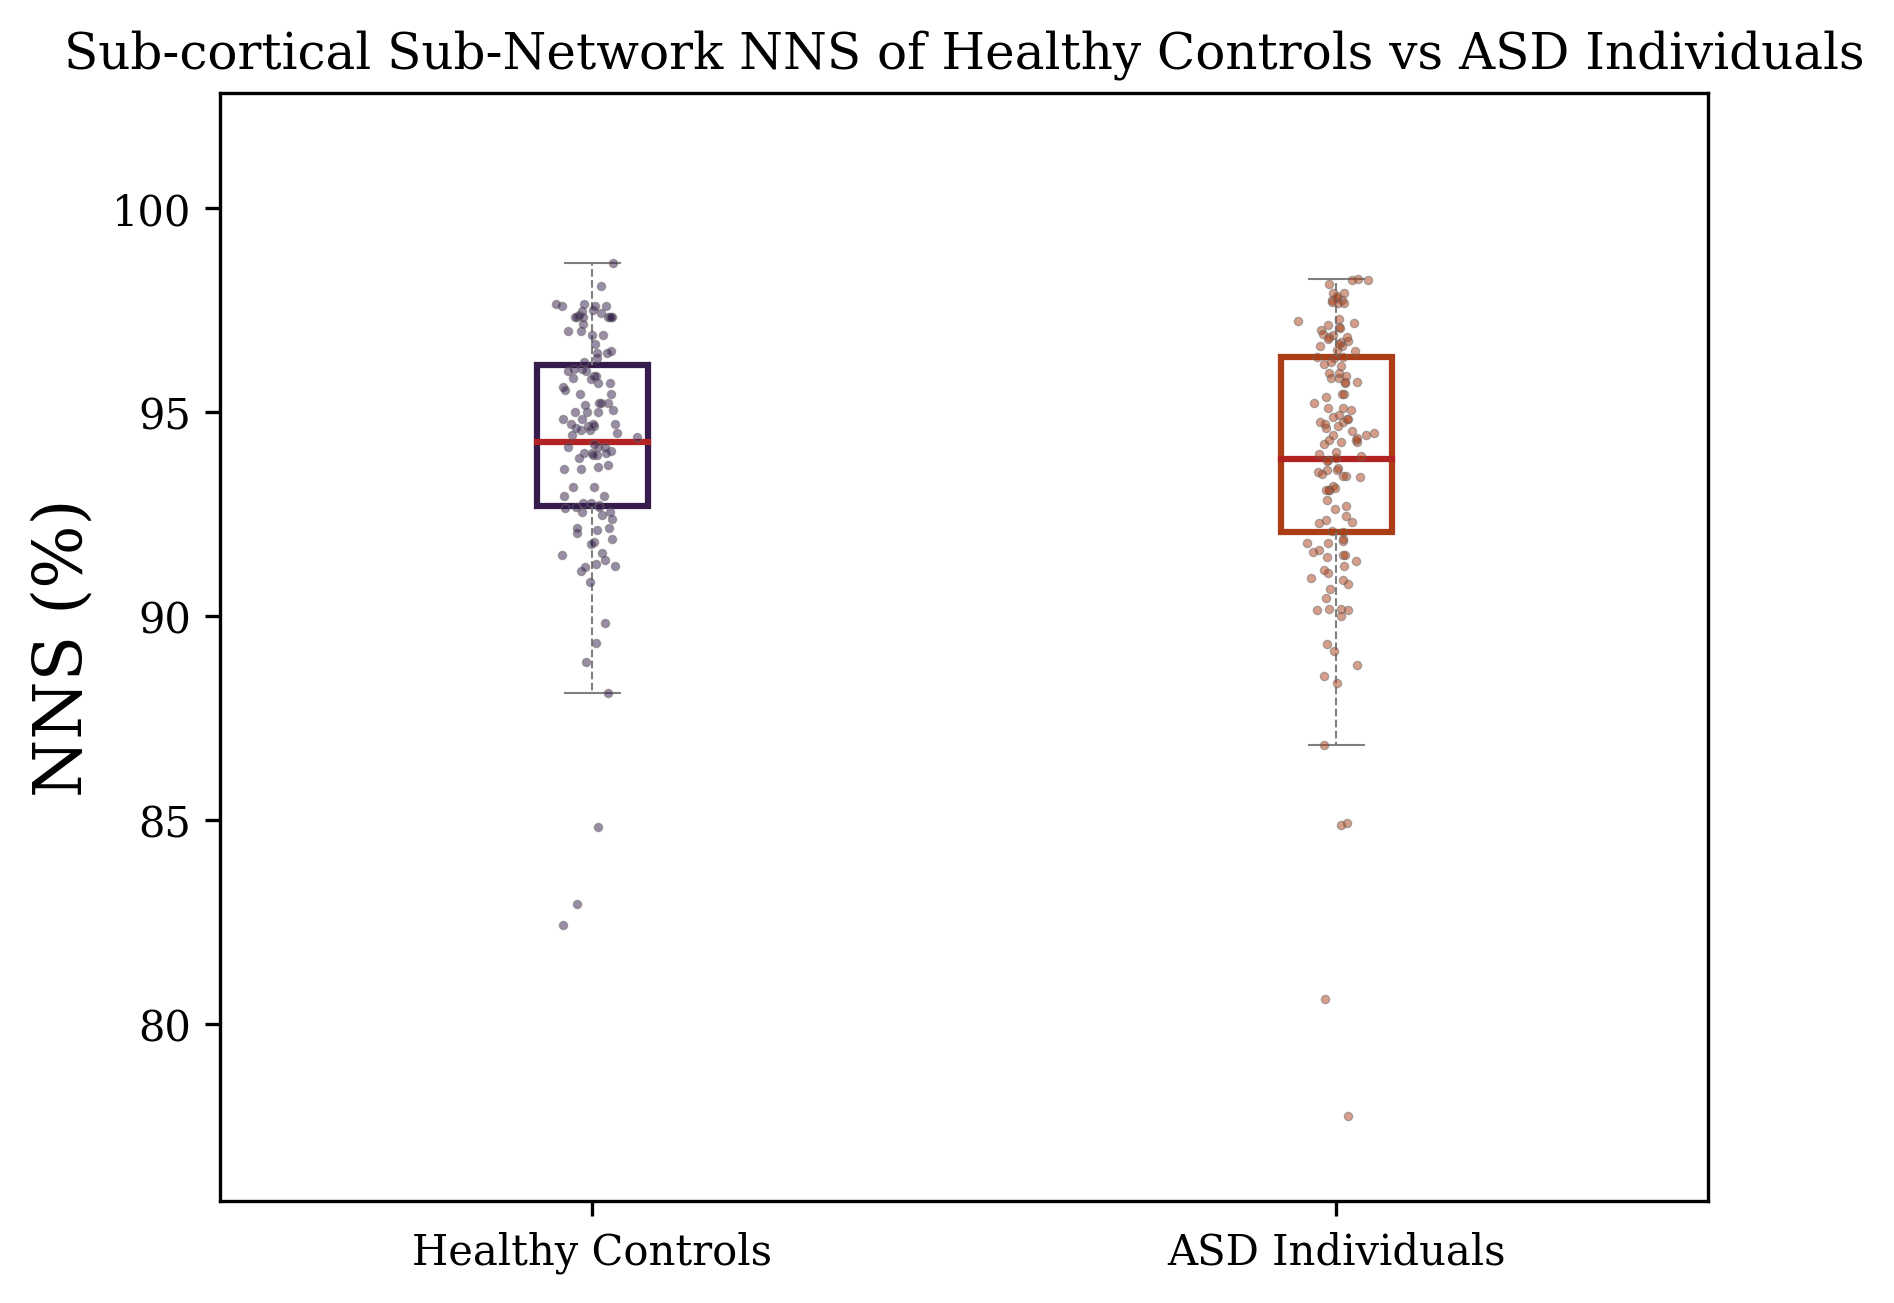 Sub-cortical Sub-Network NNS of Healthy Controls vs ASD Individuals
NNS (%)
100
95
90
85
80
Healthy Controls
ASD Individuals